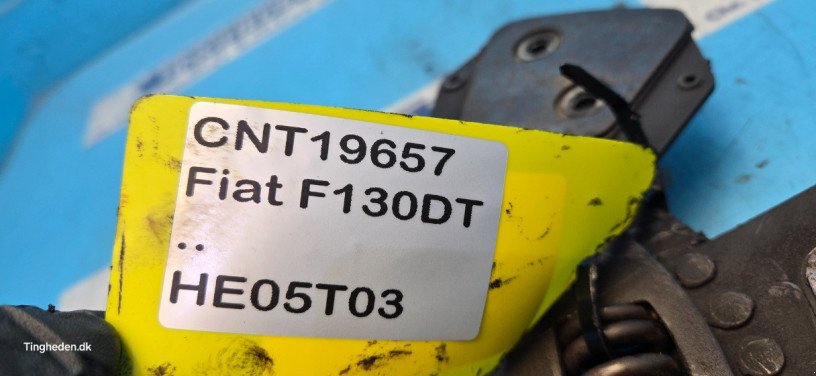 CNT19657
Fiat F130DT
..
HE05T03
Tingheden.dk